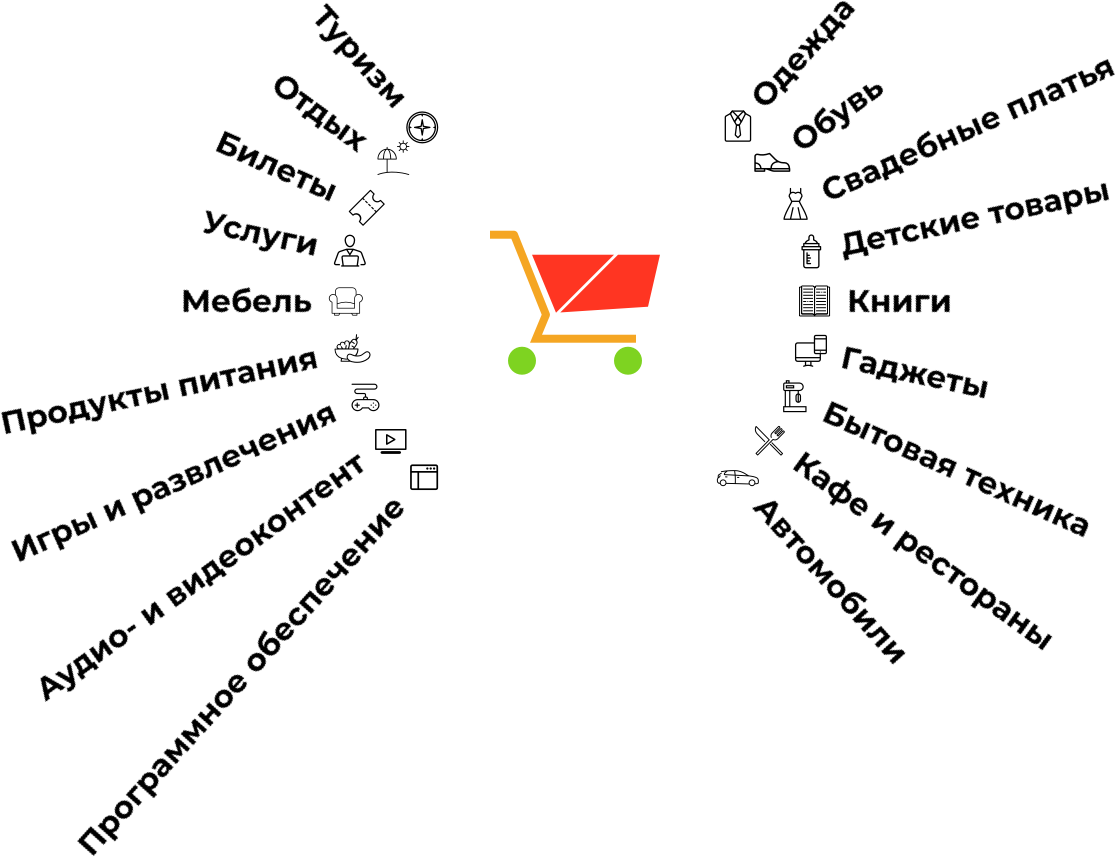 Туризм
Отдых
Билеты
Услуги
Мебель
Продукты питания
Игры и развлечения
Аудио- и видеоконтент
Программное обеспечение
Одежда
Обувь
Свадебные платья
Детские товары
Книги
Гаджеты
Бытовая техника
Кафе и рестораны
Автомобили